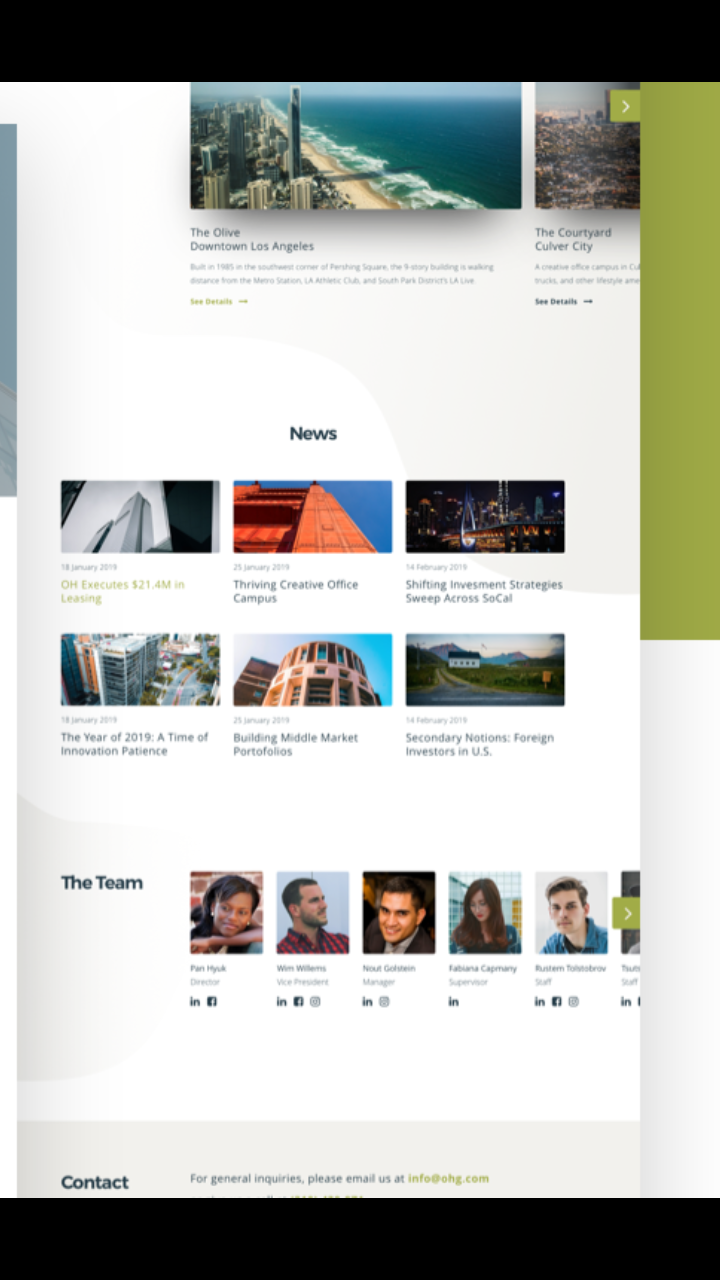 The Olive
Downtown Los Angeles
Built in 1985 in the southwest corner of Pershing Square, the 9-story building is walking
distance from the Metro Station, LA Athletic Club, and South Park District's LA Live
See Details
The Courtyard
Culver City
A creative office campus in
trucks, and other lifestyle
See Details
News
18 January 2019
OH Executes $21.4M in
Leasing
25 January 2019
Thriving Creative Office
Campus
14 February 2019
Shifting Invesment Strategies
Sweep Across SoCal
18 January 2019
The Year of 2019: A Time of
Innovation Patience
25 January 2019
Building Middle Market
Portofolios
14 February 2019
Secondary Notions: Foreign
Investors in U.S.
The Team
Pan Hyuk
Director
in
Wim Willems
Vice President
in
Nout Golstein
Manager
in
Fabiana Capmany
Supervisor
in
Rustem Tolstobrov
Staff
in
Staff
in
Contact
For general inquiries, please email us at info@ohg.com